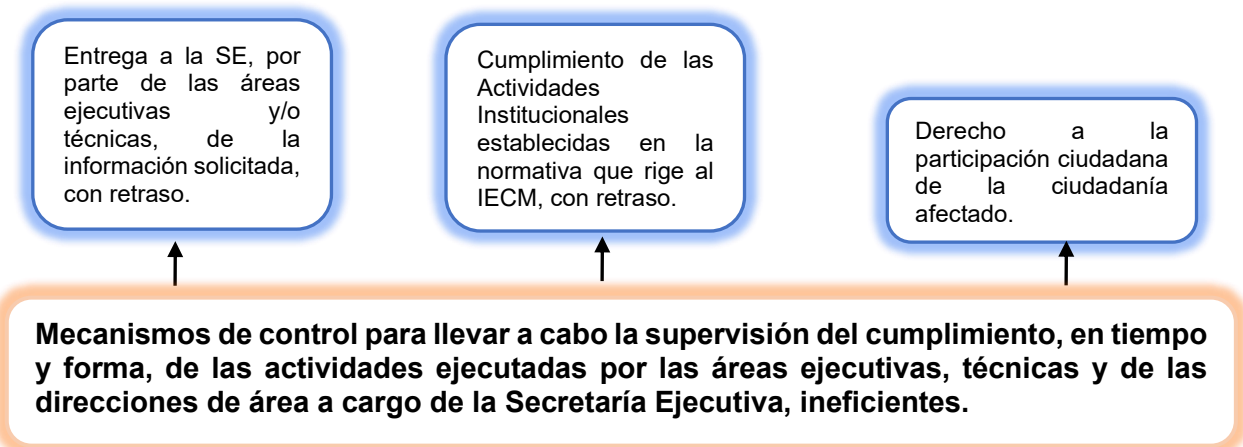 Entrega a la SE, por
parte de las áreas
ejecutivas y/o
técnicas, de la
información solicitada,
con retraso.
Cumplimiento de las
Actividades
Institucionales
establecidas en la
normativa que rige al
IECM, con retraso.
Derecho a la
participación ciudadana
de la ciudadanía
afectado.
Mecanismos de control para llevar a cabo la supervisión del cumplimiento, en tiempo
y forma, de las actividades ejecutadas por las áreas ejecutivas, técnicas y de las
direcciones de área a cargo de la Secretaría Ejecutiva, ineficientes.